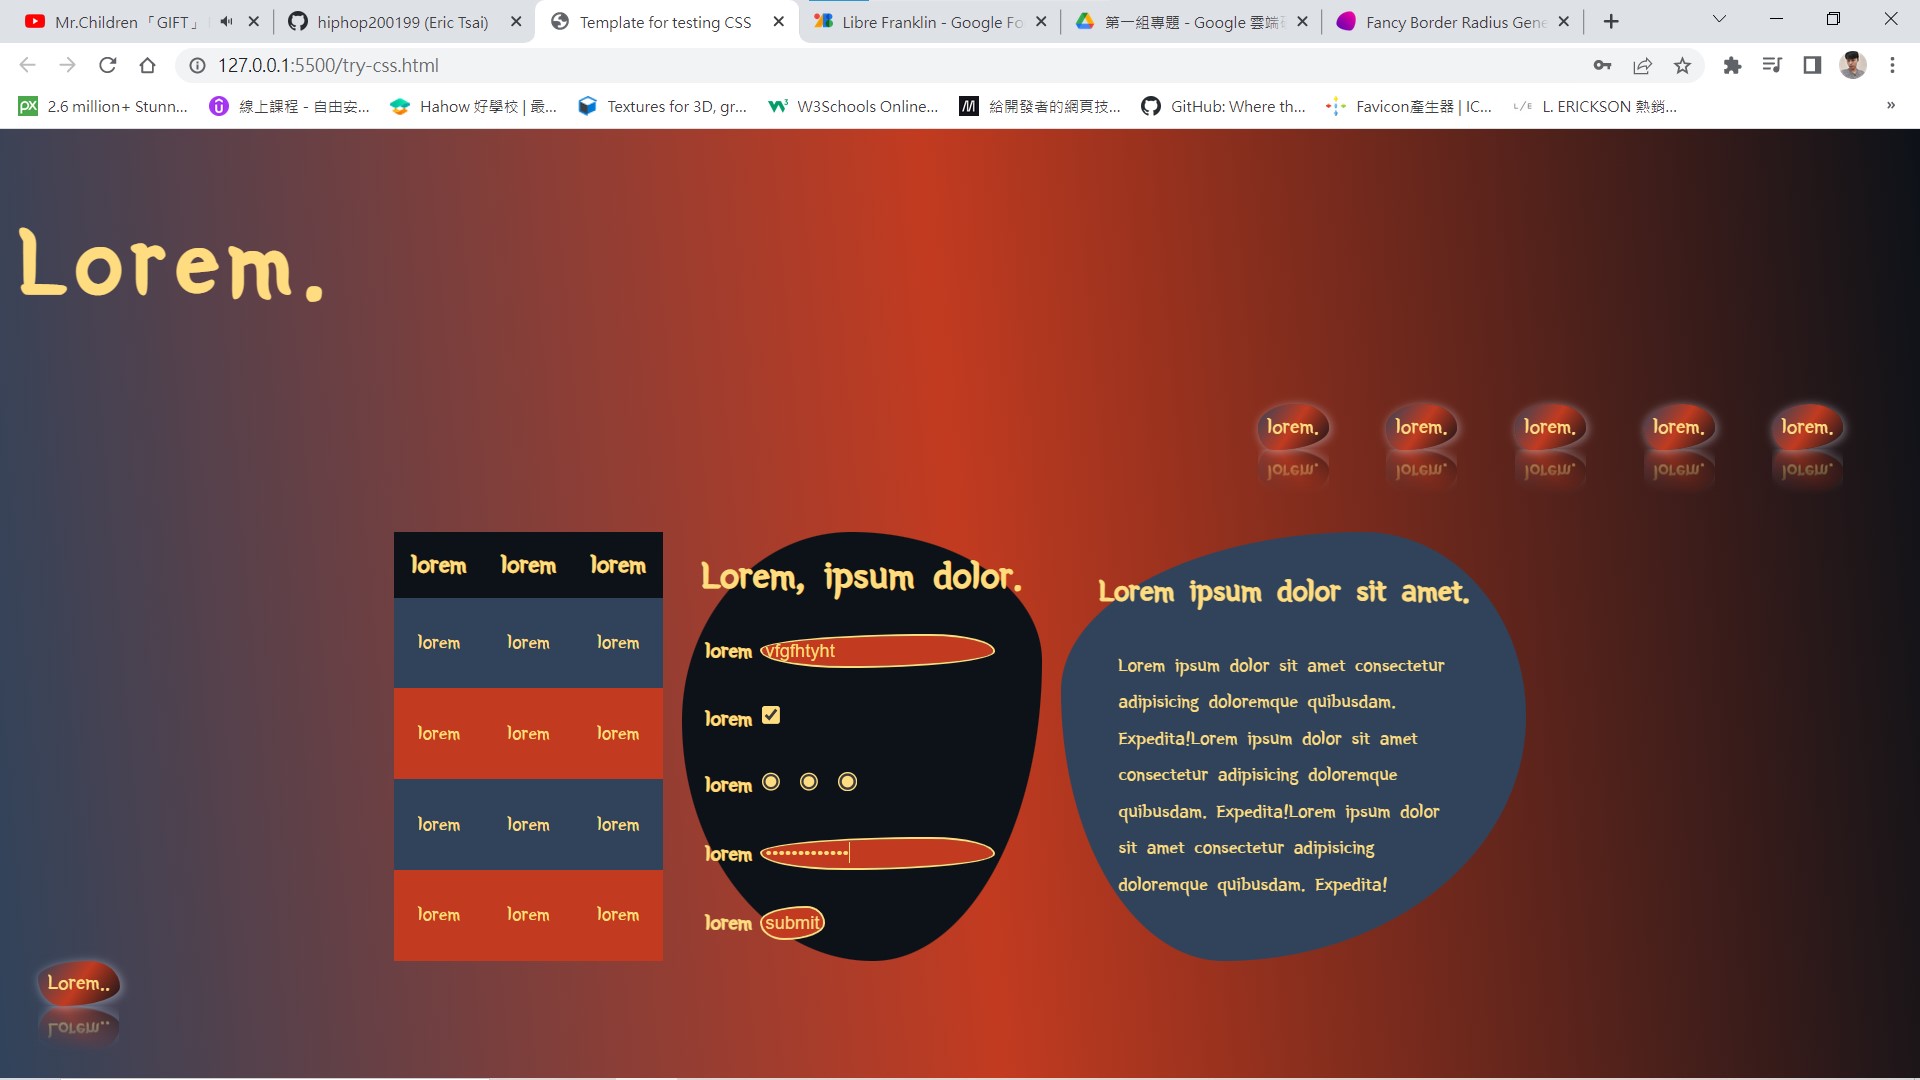 Mr.Children「GIFT」
hiphop200199 (Eric Tsai)
Template for testing CSS
Libre Franklin - Google Fo
第一組專題 - Google 雲端
Fancy Border Radius Gene
127.0.0.1:5500/try-css.html
2.6 million+ Stunn...
線上課程 - 自由安...
Hahow 好學校 | 最...
Textures for 3D, gr...
W3Schools Online...
給開發者的網頁技...
GitHub: Where th...
Favicon產生器 | IC...
L/E L. ERICKSON 熱銷...
Lorem.
lorem. lorem. lorem. lorem. lorem.
lorem. lorem. lorem. lorem. lorem.
lorem lorem lorem
lorem lorem lorem
lorem lorem lorem
lorem lorem lorem
lorem lorem lorem
Lorem, ipsum dolor.
lorem vfgfhtyht
lorem
lorem
lorem •••••••••••••
lorem submit
Lorem ipsum dolor sit amet.
Lorem ipsum dolor sit amet consectetur
adipisicing doloremque quibusdam.
Expedita!Lorem ipsum dolor sit amet
consectetur adipisicing doloremque
quibusdam. Expedita!Lorem ipsum dolor
sit amet consectetur adipisicing
doloremque quibusdam. Expedita!
Lorem..
Lorem..